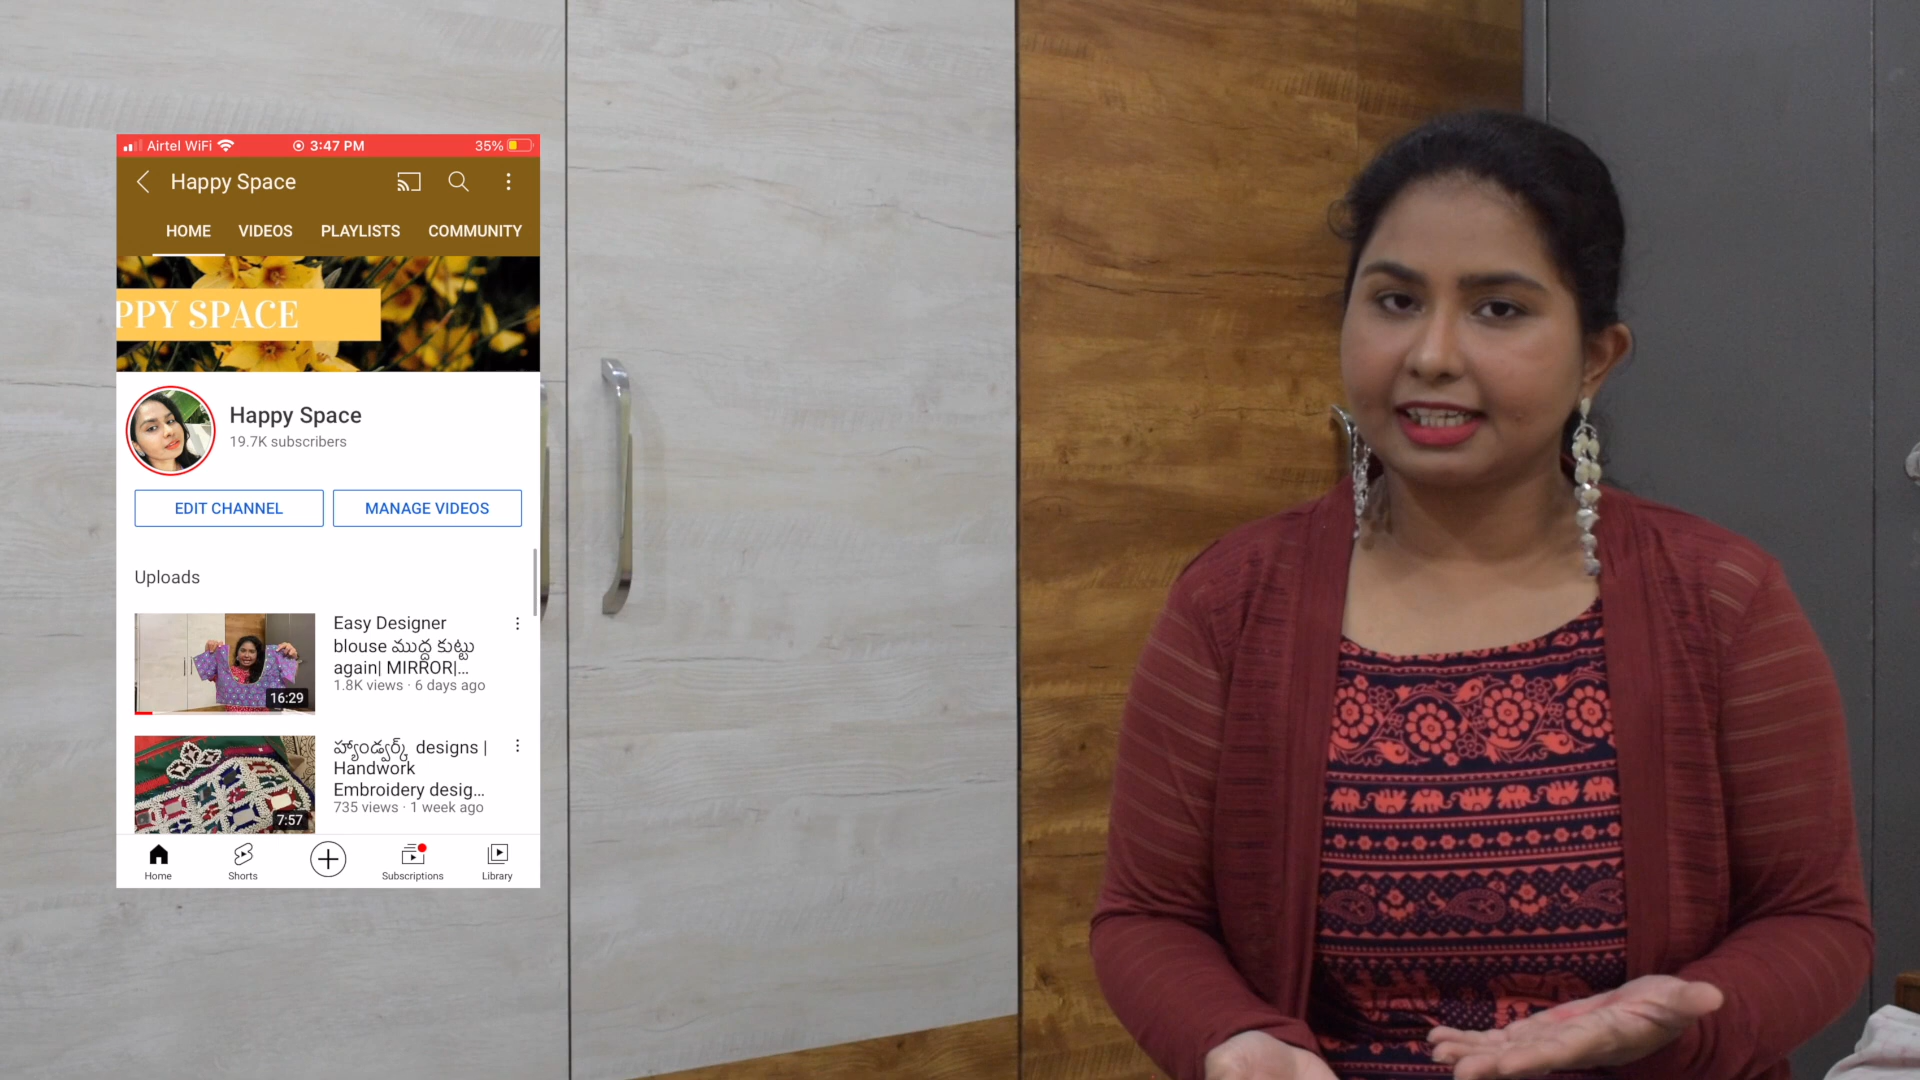 Airtel WiFi 3:47 PM 35%
Happy Space
HOME VIDEOS PLAYLISTS COMMUNITY
PPY SPACE
Happy Space
19.7K subscribers
EDIT CHANNEL MANAGE VIDEOS
Uploads
Easy Designer
blouse ముద్ద కుట్టు
again| MIRROR|...
1.8K views · 6 days ago
16:29
హ్యాండ్వర్క్ designs |
Handwork
Embroidery desig...
735 views · 1 week ago
7:57
Home Shorts Subscriptions Library